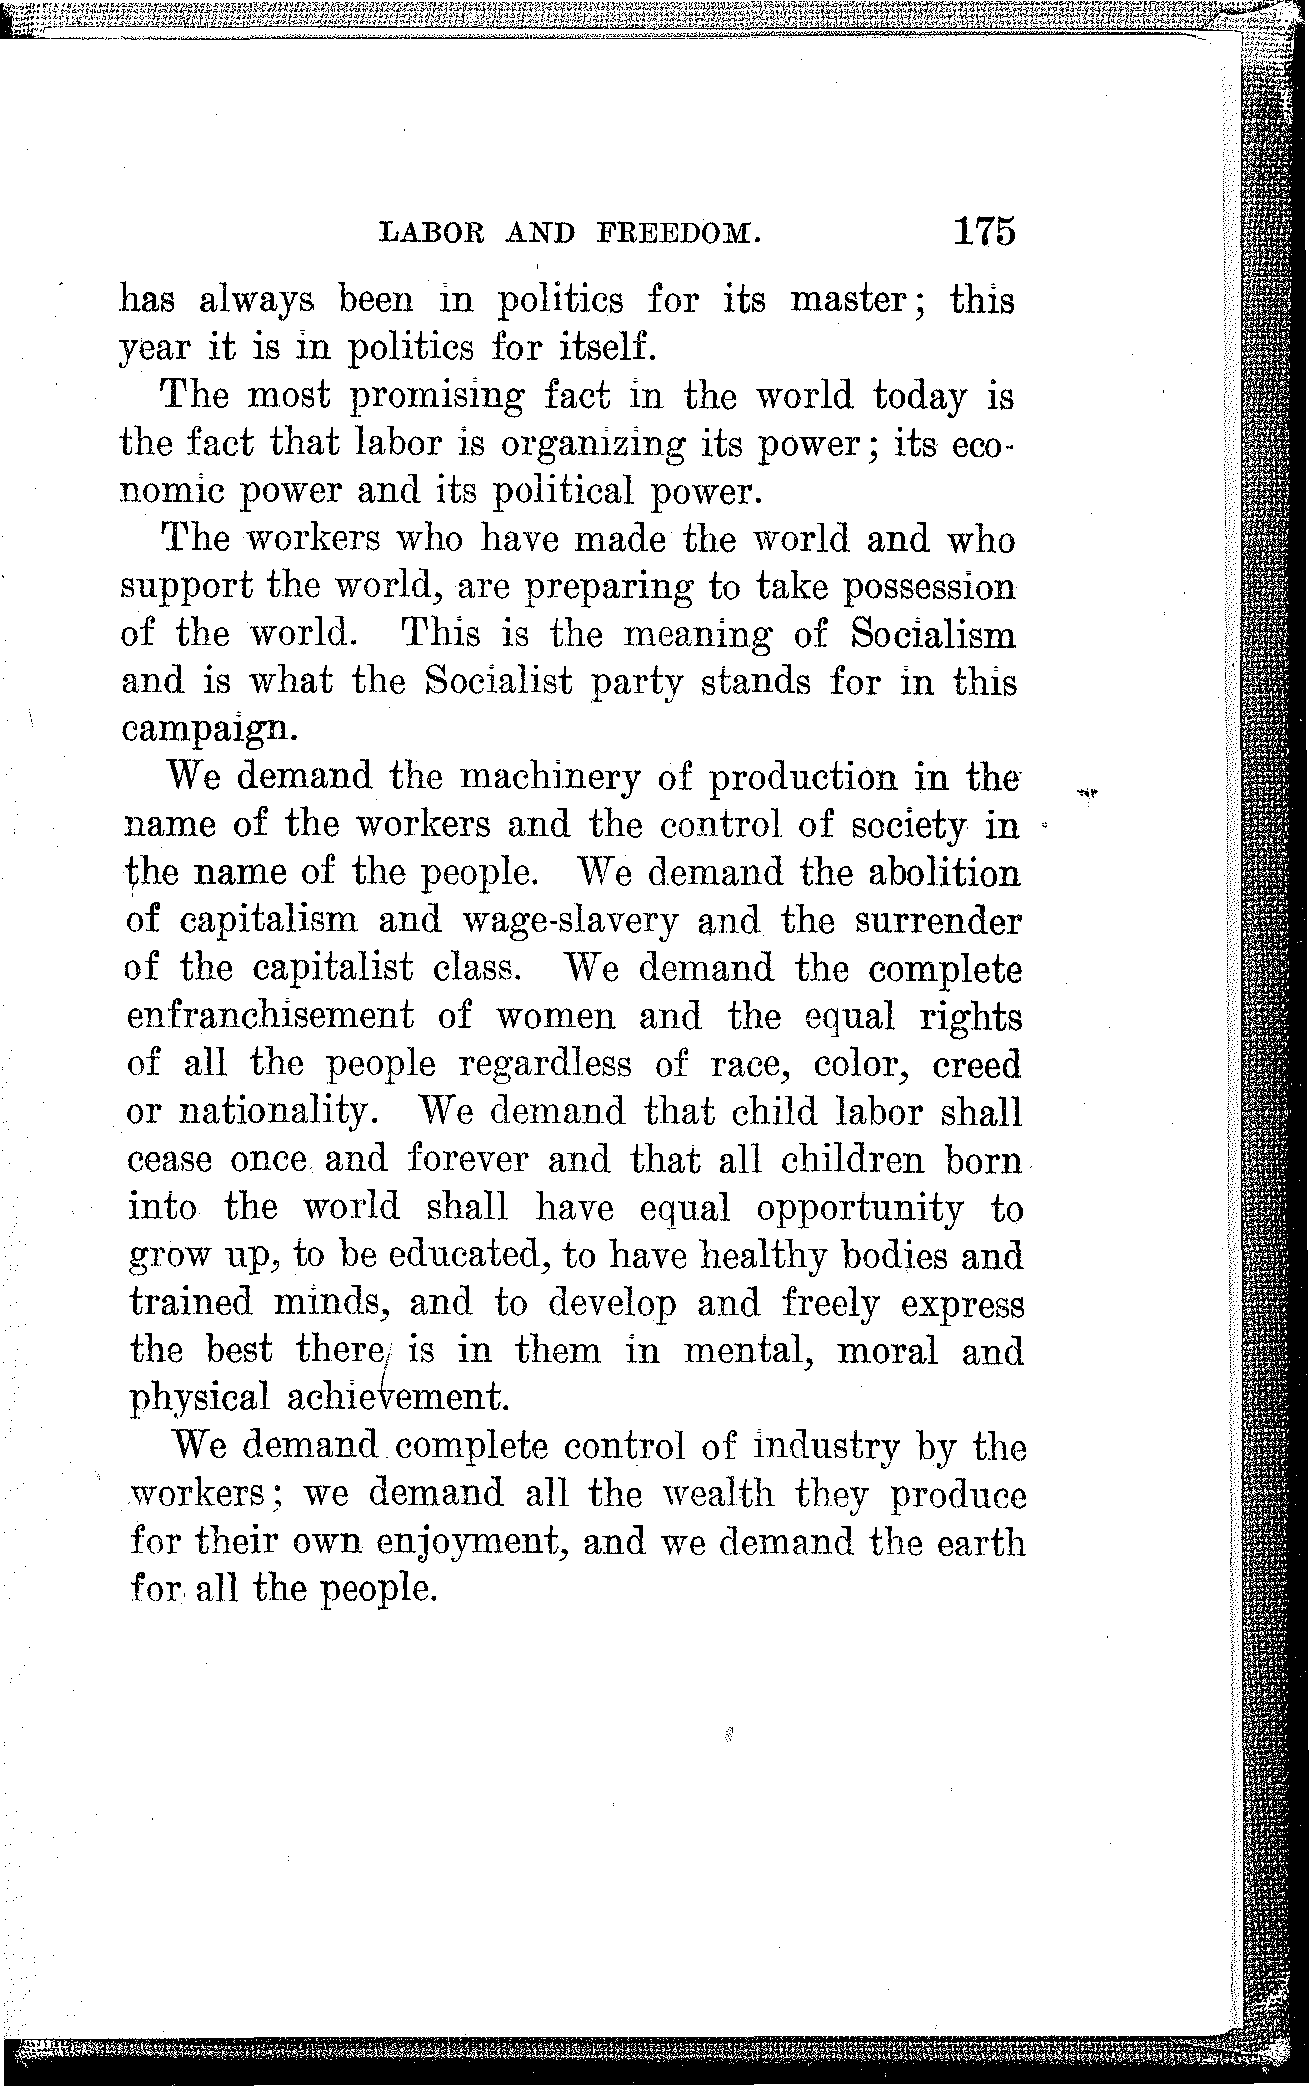 LABOR AND FREEDOM. 175
has always been in politics for its master; this
year it is in politics for itself.
The most promising fact in the world today is
the fact that labor is organizing its power; its eco-
nomic power and its political power.
The workers who have made the world and who
support the world, are preparing to take possession
of the world. This is the meaning of Socialism
and is what the Socialist party stands for in this
campaign.
We demand the machinery of production in the
name of the workers and the control of society in
the name of the people. We demand the abolition
of capitalism and wage-slavery and the surrender
of the capitalist class. We demand the complete
enfranchisement of women and the equal rights
of all the people regardless of race, color, creed
or nationality. We demand that child labor shall
cease once and forever and that all children born
into the world shall have equal opportunity to
grow up, to be educated, to have healthy bodies and
trained minds, and to develop and freely express
the best there is in them in mental, moral and
physical achievement.
We demand complete control of industry by the
workers; we demand all the wealth they produce
for their own enjoyment, and we demand the earth
for all the people.